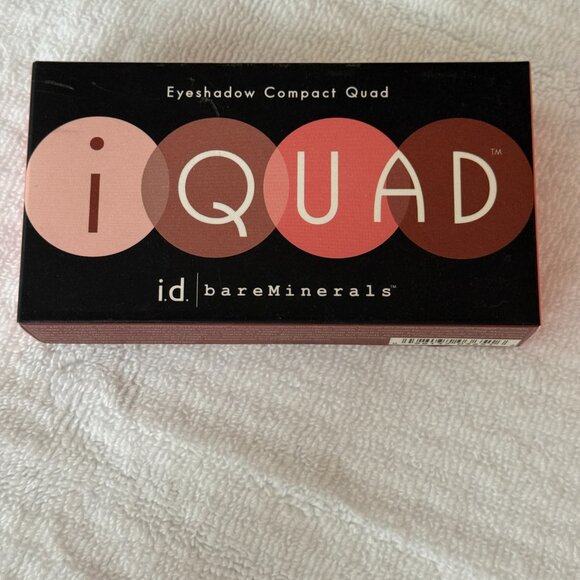 Eyeshadow Compact Quad
iQUAD™
i.d. | bareMinerals™